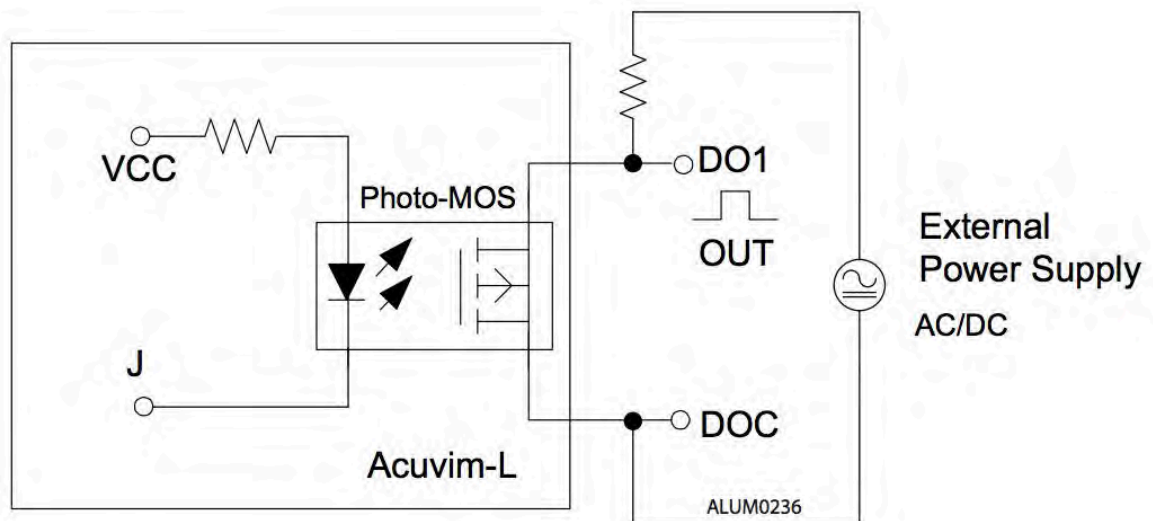 VCC
Photo-MOS
DO1
OUT
External
Power Supply
AC/DC
J
DOC
Acuvim-L
ALUM0236